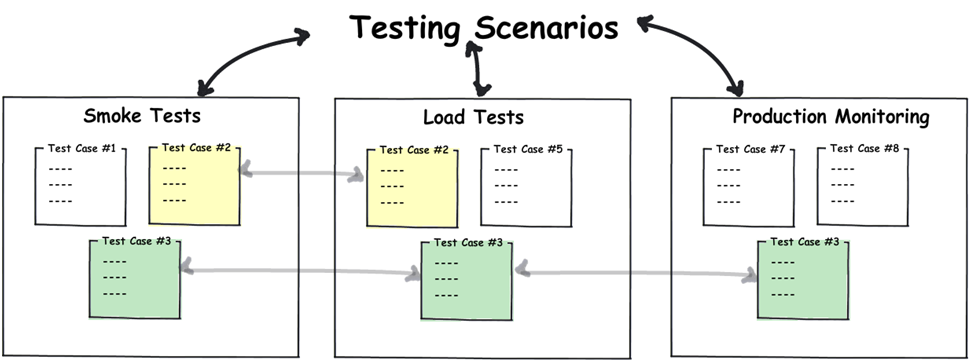 Testing Scenarios
Smoke Tests
Test Case #1
Test Case #2
Test Case #3
Load Tests
Test Case #2
Test Case #5
Test Case #3
Production Monitoring
Test Case #7
Test Case #8
Test Case #3